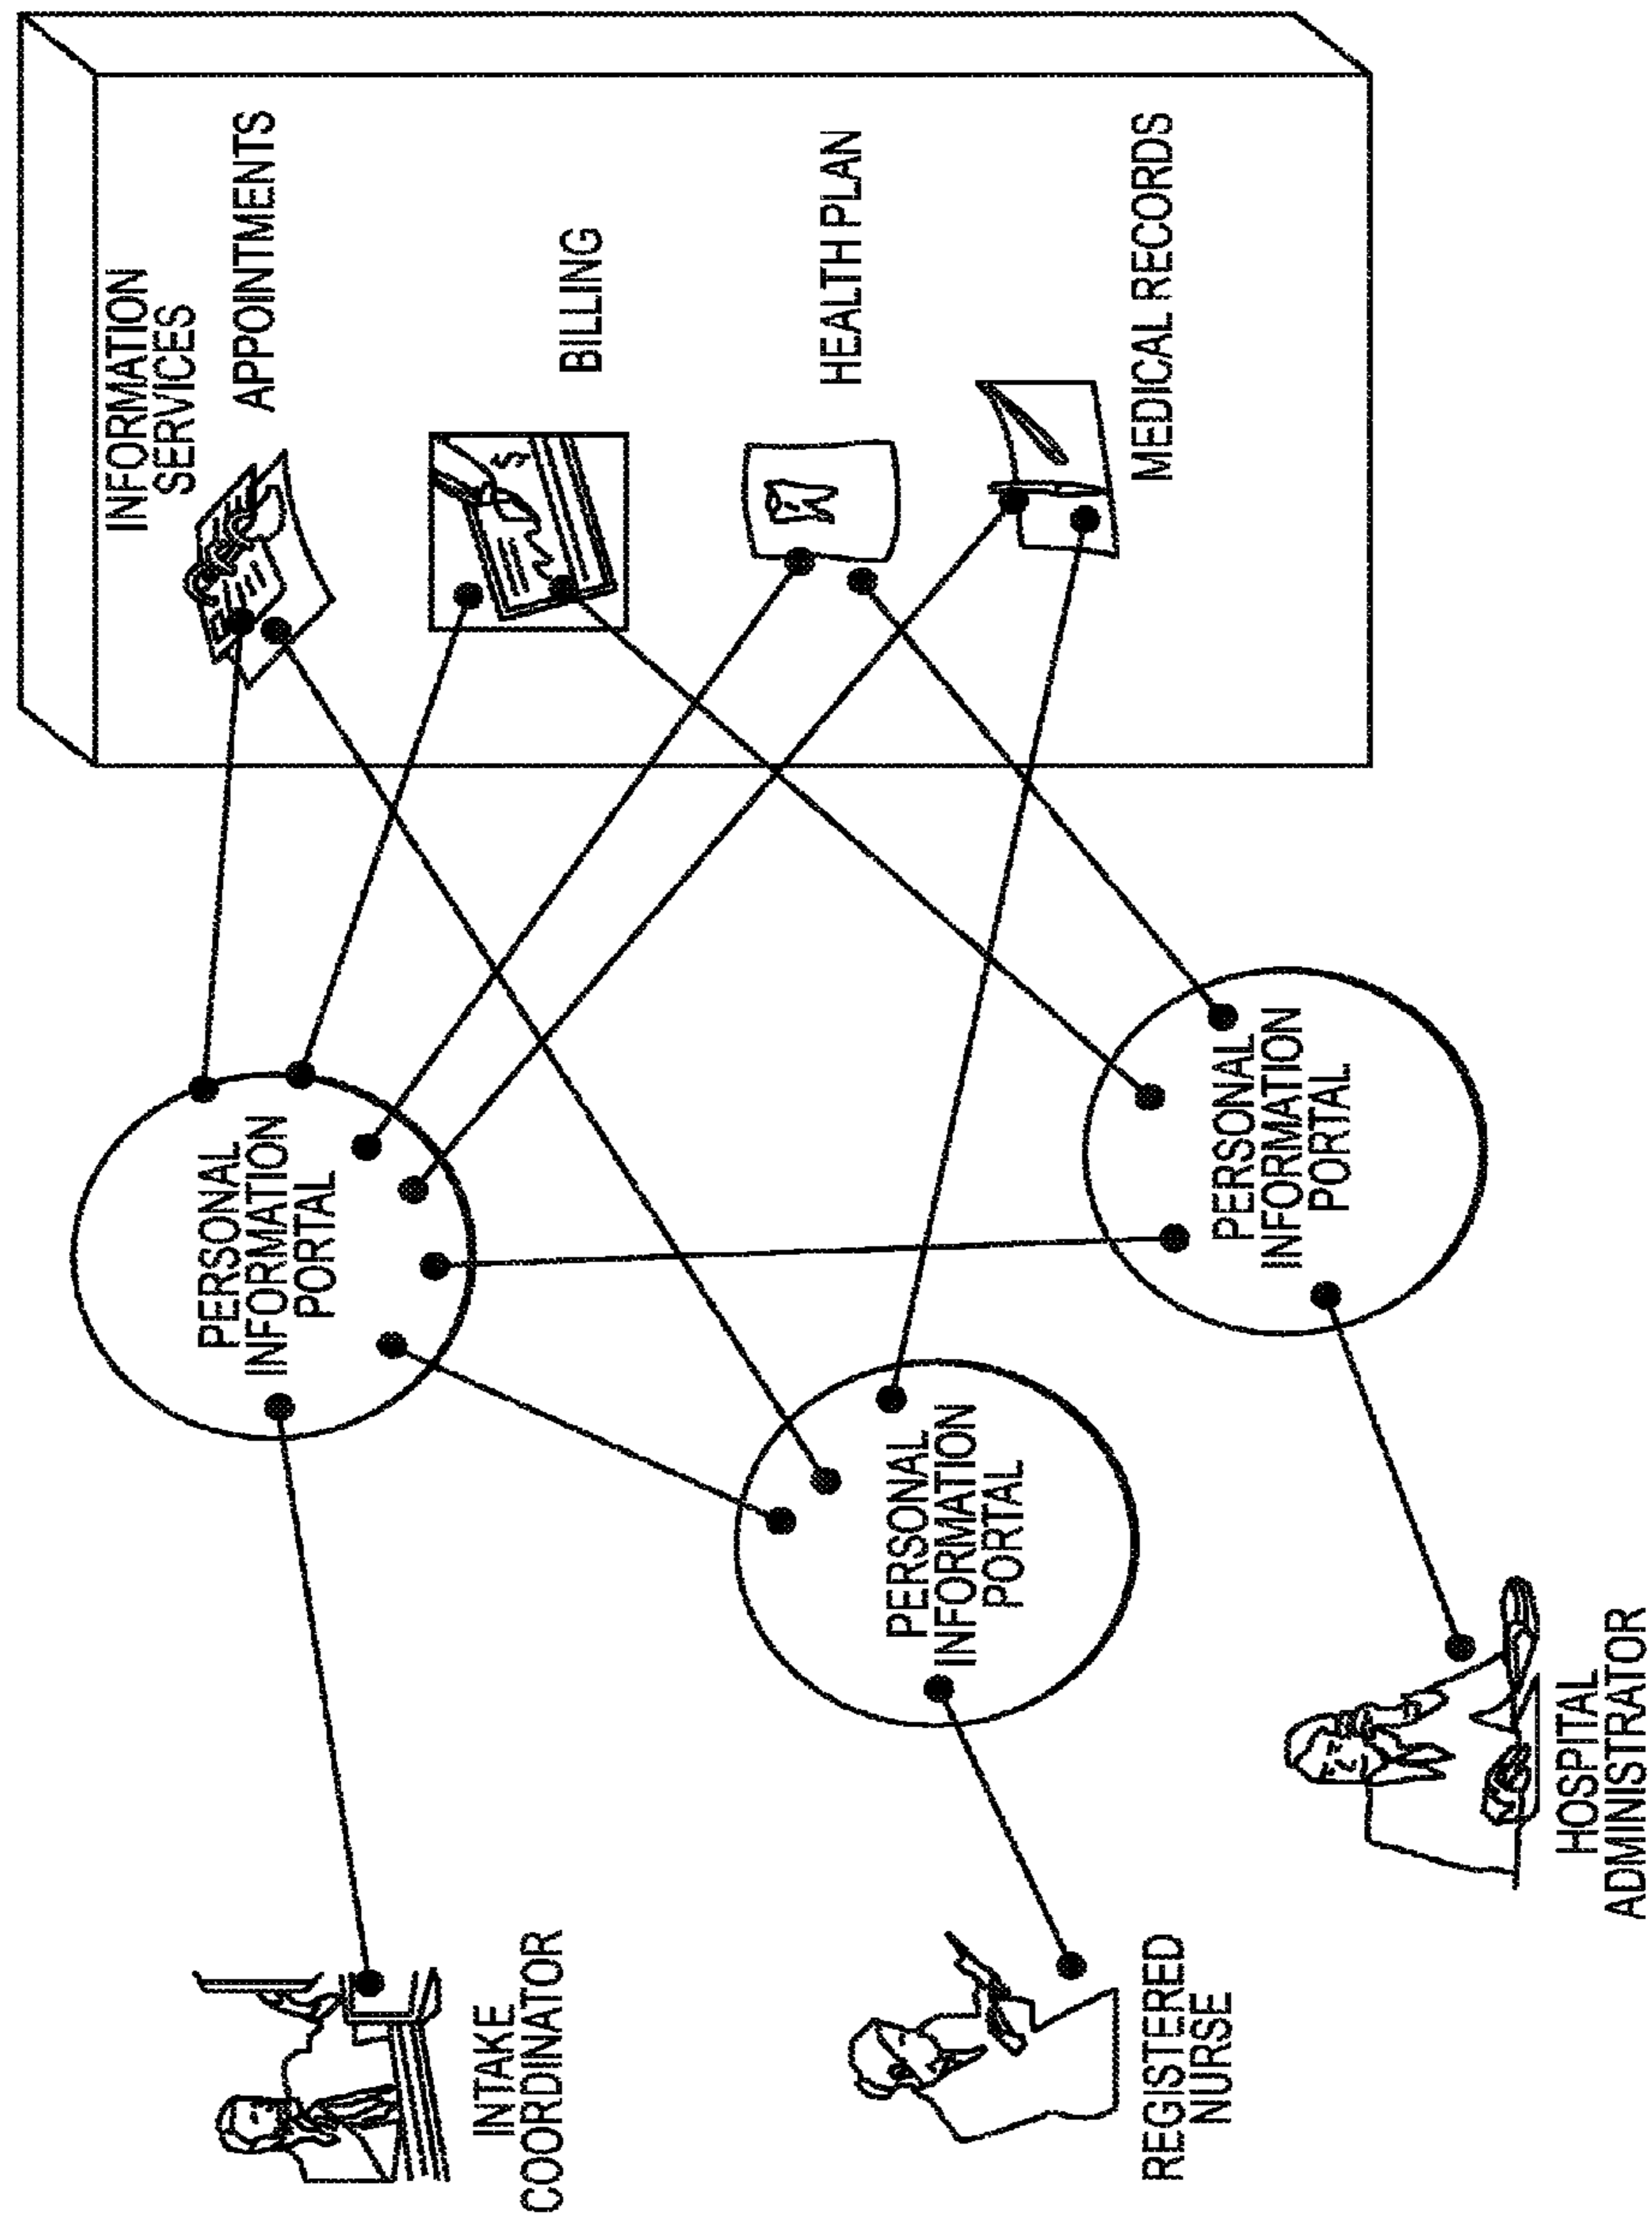 INFORMATION
SERVICES
APPOINTMENTS
BILLING
$
HEALTH PLAN
MEDICAL RECORDS
PERSONAL
INFORMATION
PORTAL
PERSONAL
INFORMATION
PORTAL
PERSONAL
INFORMATION
PORTAL
INTAKE
COORDINATOR
REGISTERED
NURSE
HOSPITAL
ADMINISTRATOR